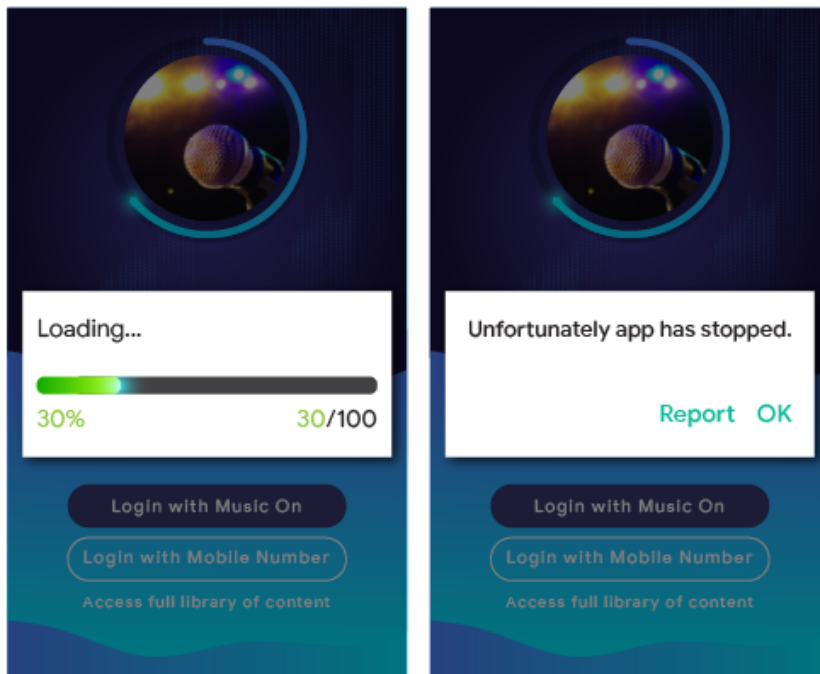 Loading...
30%
30/100
Login with Music On
Login with Mobile Number
Access full library of content
Unfortunately app has stopped.
Report OK
Login with Music On
Login with Mobile Number
Access full library of content